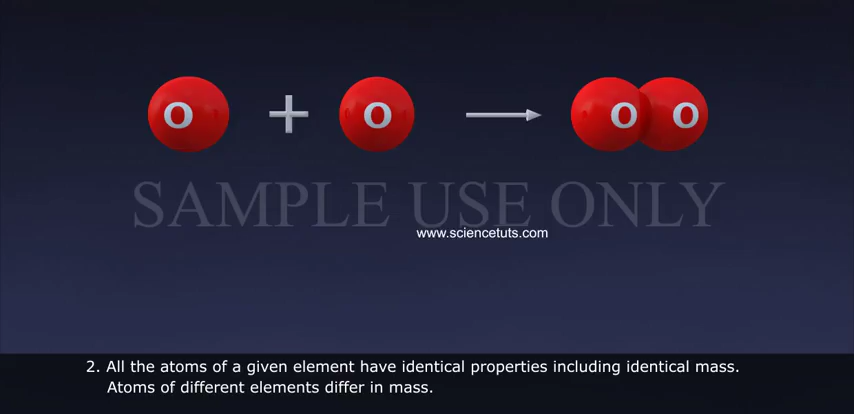 O + O → O O
SAMPLE USE ONLY
www.sciencetuts.com
2. All the atoms of a given element have identical properties including identical mass.
Atoms of different elements differ in mass.